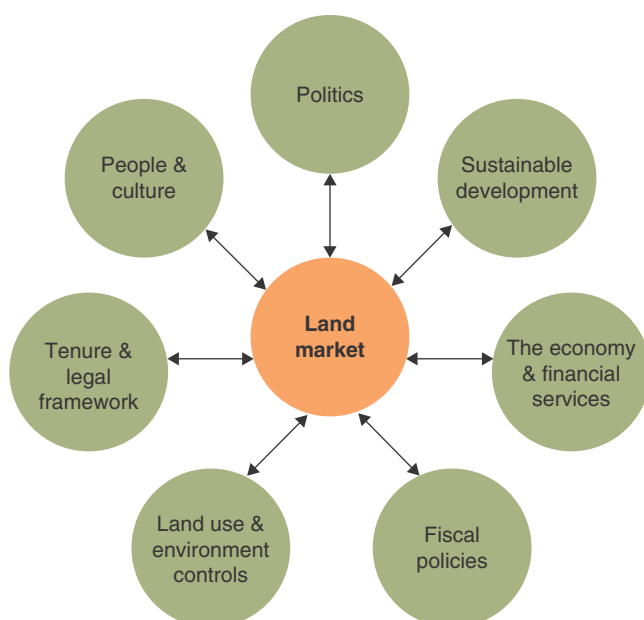 Politics
People &
culture
Sustainable
development
Land
market
Tenure &
legal
framework
The economy
& financial
services
Land use &
environment
controls
Fiscal
policies